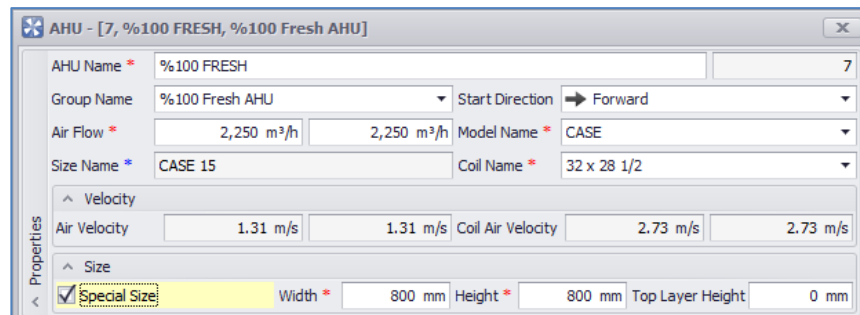 AHU - [7, %100 FRESH, %100 Fresh AHU]
AHU Name * %100 FRESH 7
Group Name %100 Fresh AHU Start Direction Forward
Air Flow * 2,250 m³/h 2,250 m³/h Model Name * CASE
Size Name * CASE 15 Coil Name * 32 x 28 1/2
Velocity
Air Velocity 1.31 m/s 1.31 m/s Coil Air Velocity 2.73 m/s 2.73 m/s
Size
Special Size Width * 800 mm Height * 800 mm Top Layer Height 0 mm
Properties